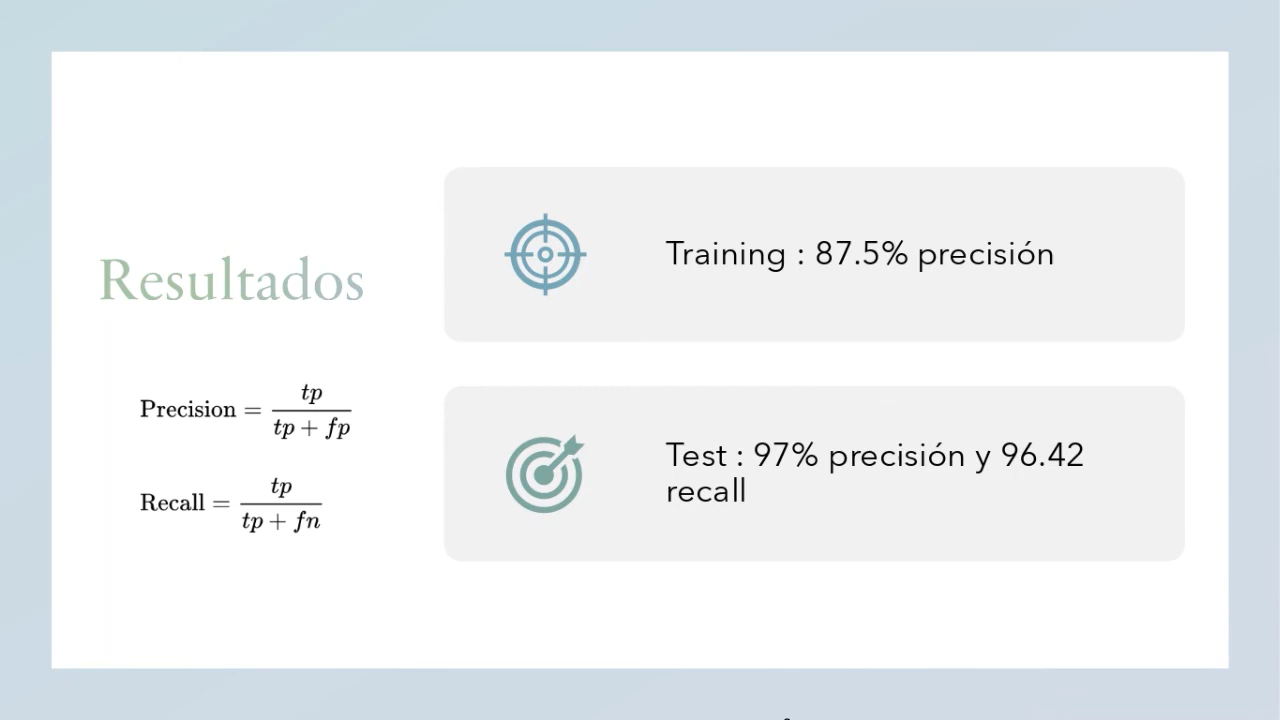 Resultados
Precision = tp / tp + fp
Recall = tp / tp + fn
Training : 87.5% precisión
Test : 97% precisión y 96.42
recall